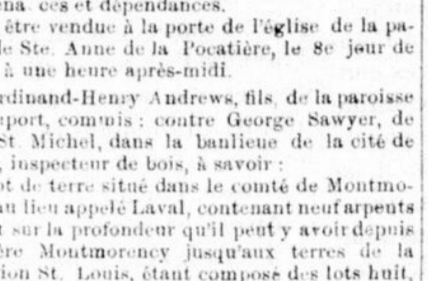 ena. ces et dépendances.
être vendue à la porte de l'église de la pa-
le Ste. Anne de la Pocatière, le 8e jour de
à une heure après-midi.
rdinand-Henry Andrews, fils, de la paroisse
eport, commis ; contre George Sawyer, de
St. Michel, dans la banlieue de la cité de
, inspecteur de bois, à savoir :
ot de terre situé dans le comté de Montmo-
au lieu appelé Laval, contenant neuf arpents
t sur la profondeur qu'il peut y avoir depuis
ère Montmorency jusqu'aux terres de la
ion St. Louis, étant composé des lots huit,